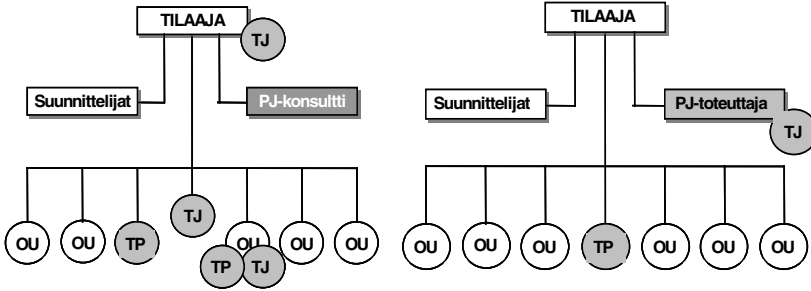 TILAAJA
TJ
Suunnittelijat
PJ-konsultti
TJ
OU
OU
TP
OU
OU
OU
TP
TJ
TILAAJA
Suunnittelijat
PJ-toteuttaja
TJ
OU
OU
OU
TP
OU
OU
OU